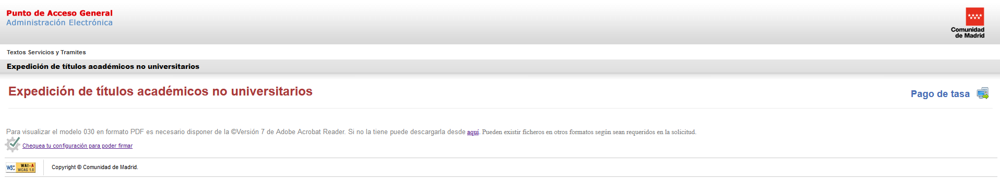 Punto de Acceso General
Administración Electrónica
Comunidad
de Madrid
Textos Servicios y Tramites
Expedición de títulos académicos no universitarios
Expedición de títulos académicos no universitarios
Pago de tasa
Para visualizar el modelo 030 en formato PDF es necesario disponer de la ©Versión 7 de Adobe Acrobat Reader. Si no la tiene puede descargarla desde aquí. Pueden existir ficheros en otros formatos según sean requeridos en la solicitud.
Chequea tu configuración para poder firmar
W3C WAI-A
WCAG 1.0
Copyright © Comunidad de Madrid.